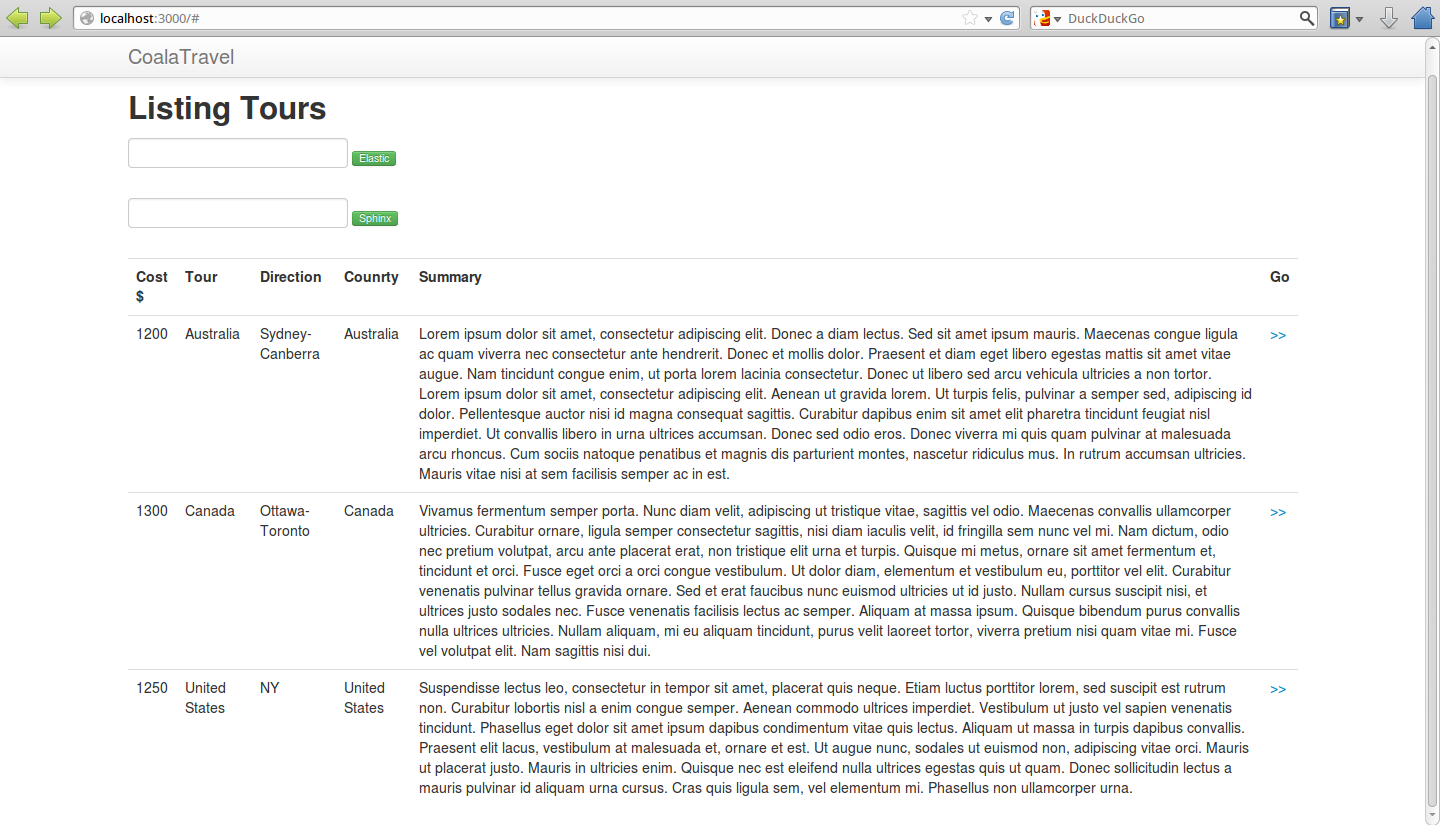 localhost:3000/#
DuckDuckGo
CoalaTravel
Listing Tours
Elastic
Sphinx
Cost $ Tour Direction Counrty Summary Go
1200 Australia Sydney- Australia Lorem ipsum dolor sit amet, consectetur adipiscing elit. Donec a diam lectus. Sed sit amet ipsum mauris. Maecenas congue ligula >>
Canberra ac quam viverra nec consectetur ante hendrerit. Donec et mollis dolor. Praesent et diam eget libero egestas mattis sit amet vitae
augue. Nam tincidunt congue enim, ut porta lorem lacinia consectetur. Donec ut libero sed arcu vehicula ultricies a non tortor.
Lorem ipsum dolor sit amet, consectetur adipiscing elit. Aenean ut gravida lorem. Ut turpis felis, pulvinar a semper sed, adipiscing id
dolor. Pellentesque auctor nisi id magna consequat sagittis. Curabitur dapibus enim sit amet elit pharetra tincidunt feugiat nisl
imperdiet. Ut convallis libero in urna ultrices accumsan. Donec sed odio eros. Donec viverra mi quis quam pulvinar at malesuada
arcu rhoncus. Cum sociis natoque penatibus et magnis dis parturient montes, nascetur ridiculus mus. In rutrum accumsan ultricies.
Mauris vitae nisi at sem facilisis semper ac in est.
1300 Canada Ottawa- Canada Vivamus fermentum semper porta. Nunc diam velit, adipiscing ut tristique vitae, sagittis vel odio. Maecenas convallis ullamcorper >>
Toronto ultricies. Curabitur ornare, ligula semper consectetur sagittis, nisi diam iaculis velit, id fringilla sem nunc vel mi. Nam dictum, odio
nec pretium volutpat, arcu ante placerat erat, non tristique elit urna et turpis. Quisque mi metus, ornare sit amet fermentum et,
tincidunt et orci. Fusce eget orci a orci congue vestibulum. Ut dolor diam, elementum et vestibulum eu, porttitor vel elit. Curabitur
venenatis pulvinar tellus gravida ornare. Sed et erat faucibus nunc euismod ultricies ut id justo. Nullam cursus suscipit nisi, et
ultrices justo sodales nec. Fusce venenatis facilisis lectus ac semper. Aliquam at massa ipsum. Quisque bibendum purus convallis
nulla ultrices ultricies. Nullam aliquam, mi eu aliquam tincidunt, purus velit laoreet tortor, viverra pretium nisi quam vitae mi. Fusce
vel volutpat elit. Nam sagittis nisi dui.
1250 United NY United Suspendisse lectus leo, consectetur in tempor sit amet, placerat quis neque. Etiam luctus porttitor lorem, sed suscipit est rutrum >>
States States non. Curabitur lobortis nisl a enim congue semper. Aenean commodo ultrices imperdiet. Vestibulum ut justo vel sapien venenatis
tincidunt. Phasellus eget dolor sit amet ipsum dapibus condimentum vitae quis lectus. Aliquam ut massa in turpis dapibus convallis.
Praesent elit lacus, vestibulum at malesuada et, ornare et est. Ut augue nunc, sodales ut euismod non, adipiscing vitae orci. Mauris
ut placerat justo. Mauris in ultricies enim. Quisque nec est eleifend nulla ultrices egestas quis ut quam. Donec sollicitudin lectus a
mauris pulvinar id aliquam urna cursus. Cras quis ligula sem, vel elementum mi. Phasellus non ullamcorper urna.